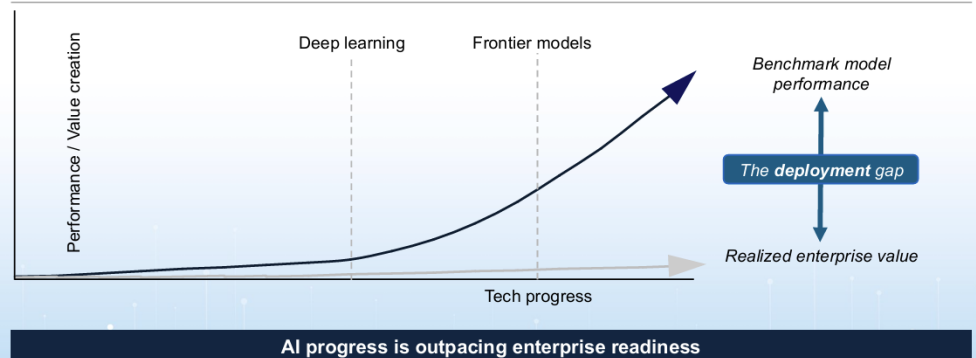 Performance / Value creation
Deep learning
Frontier models
Tech progress
Benchmark model
performance
The deployment gap
Realized enterprise value
AI progress is outpacing enterprise readiness